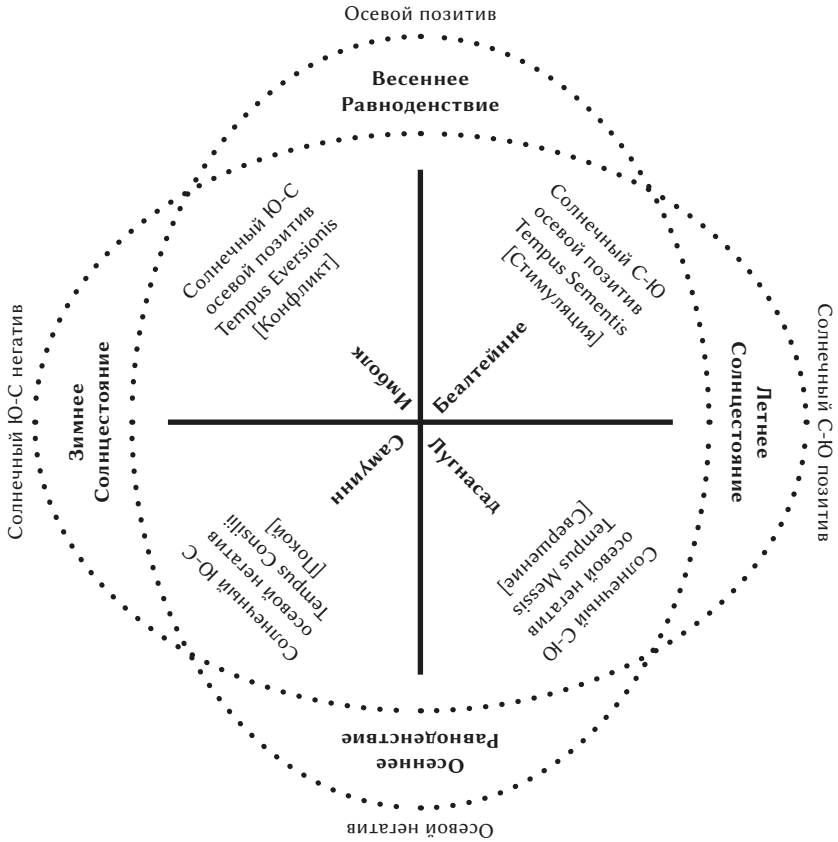 Осевой позитив
Весеннее
Равноденствие
Солнечный Ю-С
осевой позитив
Tempus Eversionis
[Конфликт]
Солнечный С-Ю
осевой позитив
Tempus Sementis
[Стимуляция]
Имболк
Беалтейнне
Солнечный Ю-С негатив
Зимнее
Солнцестояние
Летнее
Солнцестояние
Солнечный С-Ю позитив
Самуинн
Лугнасад
Солнечный Ю-С
осевой негатив
Tempus Consilii
[Покой]
Солнечный С-Ю
осевой негатив
Tempus Messis
[Свершение]
Осеннее
Равноденствие
Осевой негатив